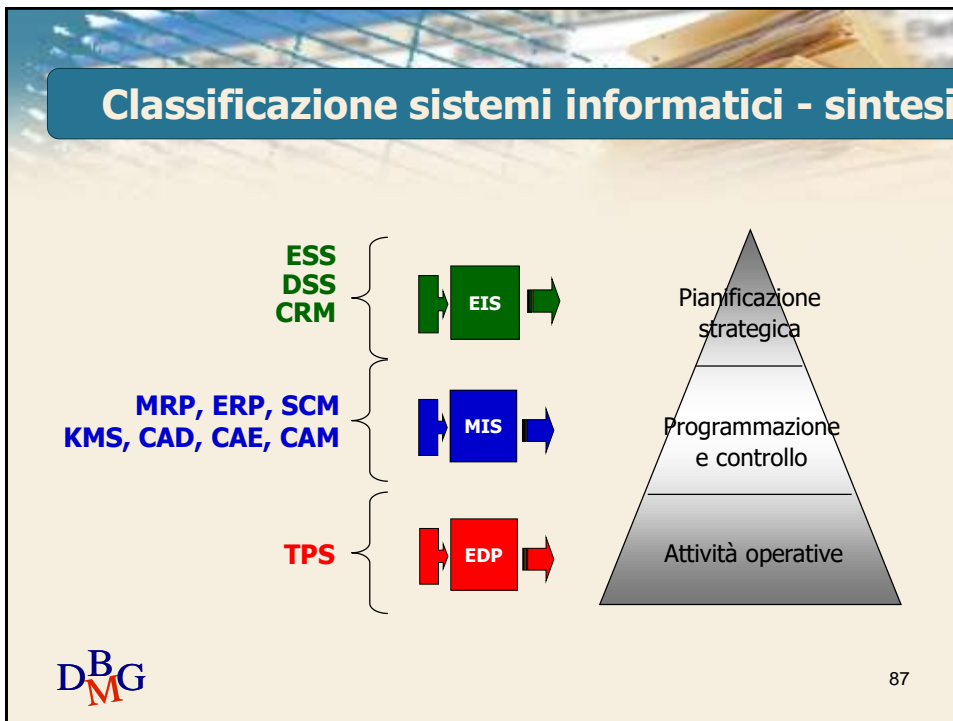 Classificazione sistemi informatici - sintesi
ESS
DSS
CRM
EIS
Pianificazione
strategica
MRP, ERP, SCM
KMS, CAD, CAE, CAM
MIS
Programmazione
e controllo
TPS
EDP
Attività operative
DBMG
87